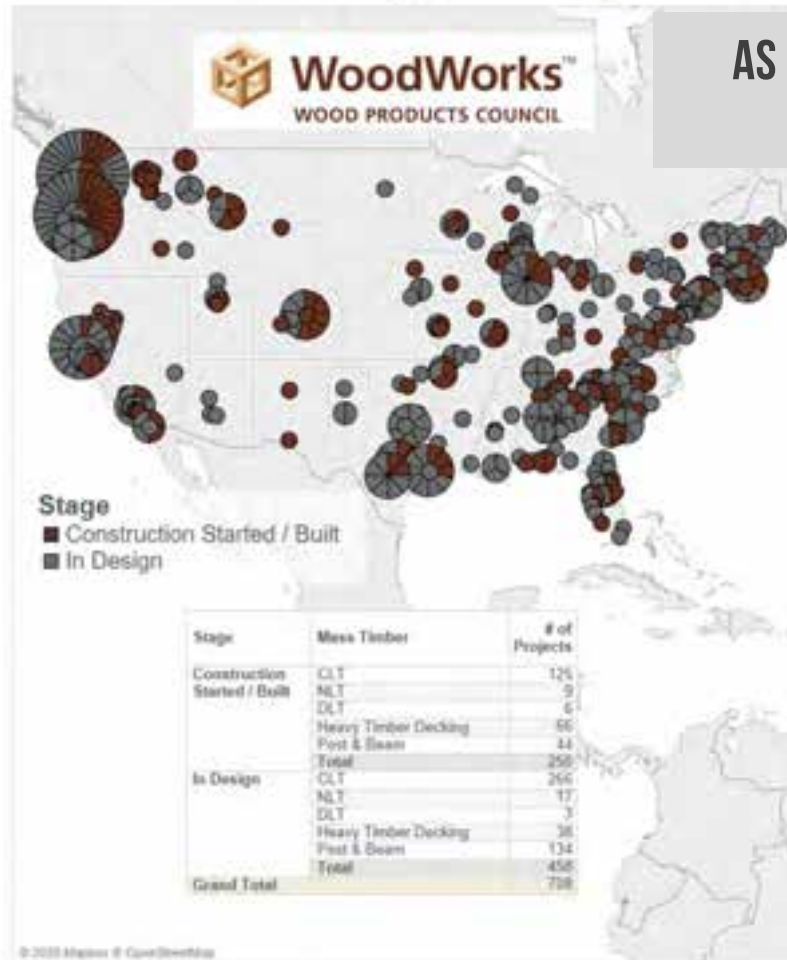 AS
WoodWorks™
WOOD PRODUCTS COUNCIL
Stage
Construction Started / Built
In Design
Stage Mass Timber # of Projects
Construction Started / Built CLT 125
NLT 9
DLT 6
Heavy Timber Decking 66
Post & Beam 44
Total 250
In Design CLT 266
NLT 17
DLT 3
Heavy Timber Decking 38
Post & Beam 134
Total 458
Grand Total 708
© Mapbox © OpenStreetMap